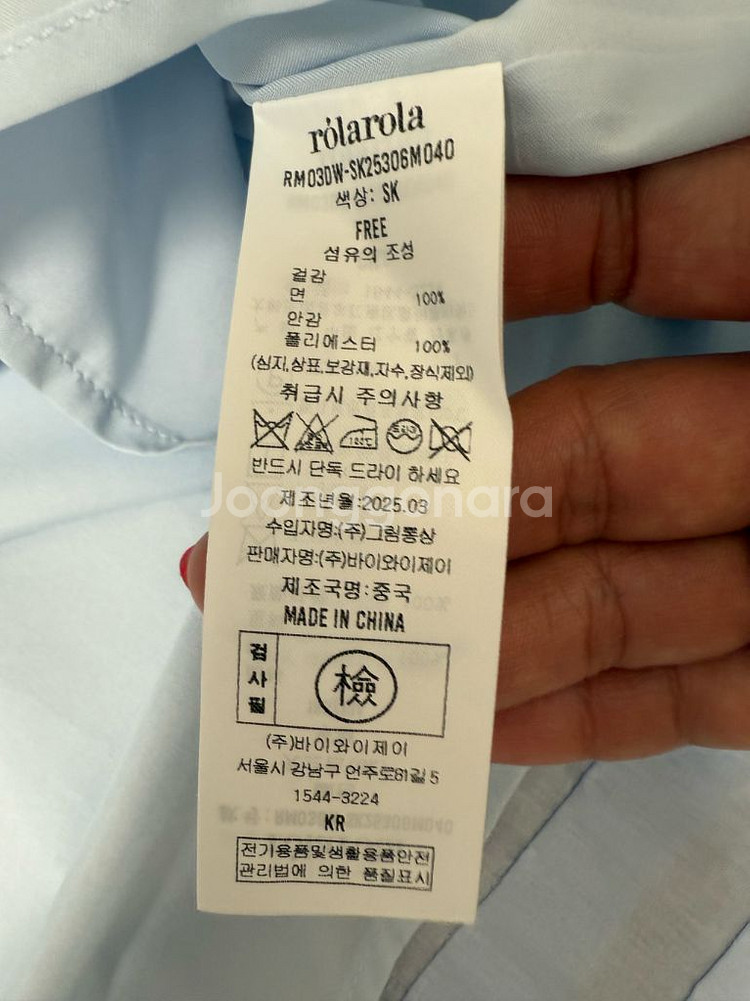 rólarola
RM03DW-SK25306M040
색상: SK
FREE
섬유의 조성
겉감
면 100%
안감
폴리에스터 100%
(심지,상표,보강재,자수,장식제외)
취급시 주의사항
반드시 단독 드라이 하세요
Joonggonara
제조년월:2025.03
수입자명:(주)그림통상
판매자명:(주)바이와이제이
제조국명:중국
MADE IN CHINA
검사필
檢
(주)바이와이제이
서울시 강남구 언주로81길 5
1544-3224
KR
전기용품및생활용품안전
관리법에 의한 품질표시